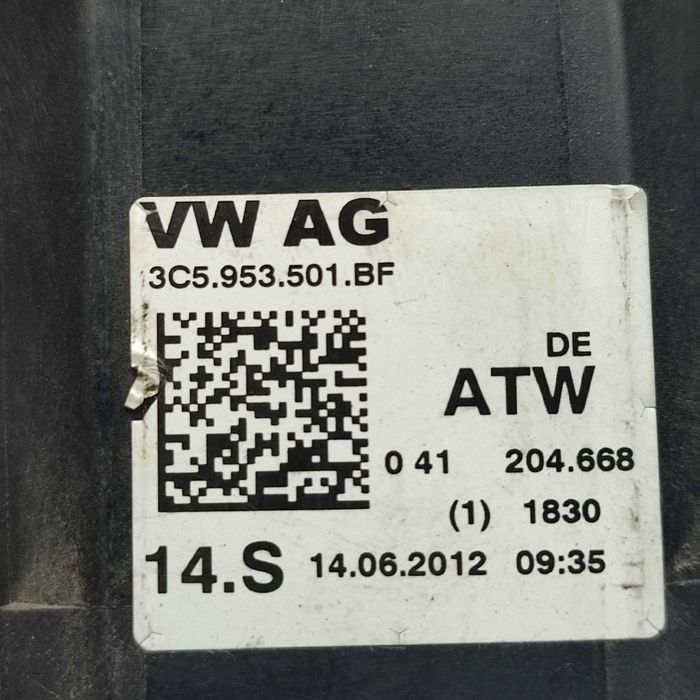 VW AG
3C5.953.501.BF
DE
ATW
0 41 204.668
(1) 1830
14.S 14.06.2012 09:35